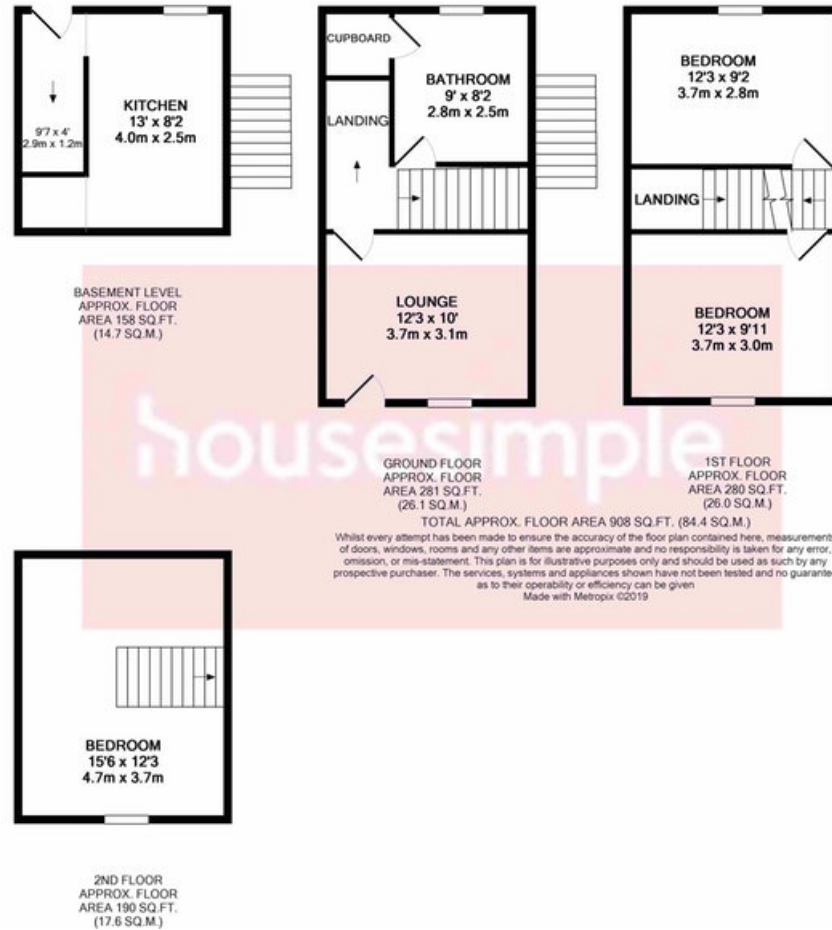 KITCHEN
13' x 8'2
4.0m x 2.5m
9'7 x 4'
2.9m x 1.2m
BASEMENT LEVEL
APPROX. FLOOR
AREA 158 SQ.FT.
(14.7 SQ.M.)
CUPBOARD
BATHROOM
9' x 8'2
2.8m x 2.5m
LANDING
LOUNGE
12'3 x 10'
3.7m x 3.1m
GROUND FLOOR
APPROX. FLOOR
AREA 281 SQ.FT.
(26.1 SQ.M.)
BEDROOM
12'3 x 9'2
3.7m x 2.8m
LANDING
BEDROOM
12'3 x 9'11
3.7m x 3.0m
1ST FLOOR
APPROX. FLOOR
AREA 280 SQ.FT.
(26.0 SQ.M.)
housesimple
TOTAL APPROX. FLOOR AREA 908 SQ.FT. (84.4 SQ.M.)
Whilst every attempt has been made to ensure the accuracy of the floor plan contained here, measurements
of doors, windows, rooms and any other items are approximate and no responsibility is taken for any error,
omission, or mis-statement. This plan is for illustrative purposes only and should be used as such by any
prospective purchaser. The services, systems and appliances shown have not been tested and no guarantee
as to their operability or efficiency can be given
Made with Metropix ©2019
BEDROOM
15'6 x 12'3
4.7m x 3.7m
2ND FLOOR
APPROX. FLOOR
AREA 190 SQ.FT.
(17.6 SQ.M.)